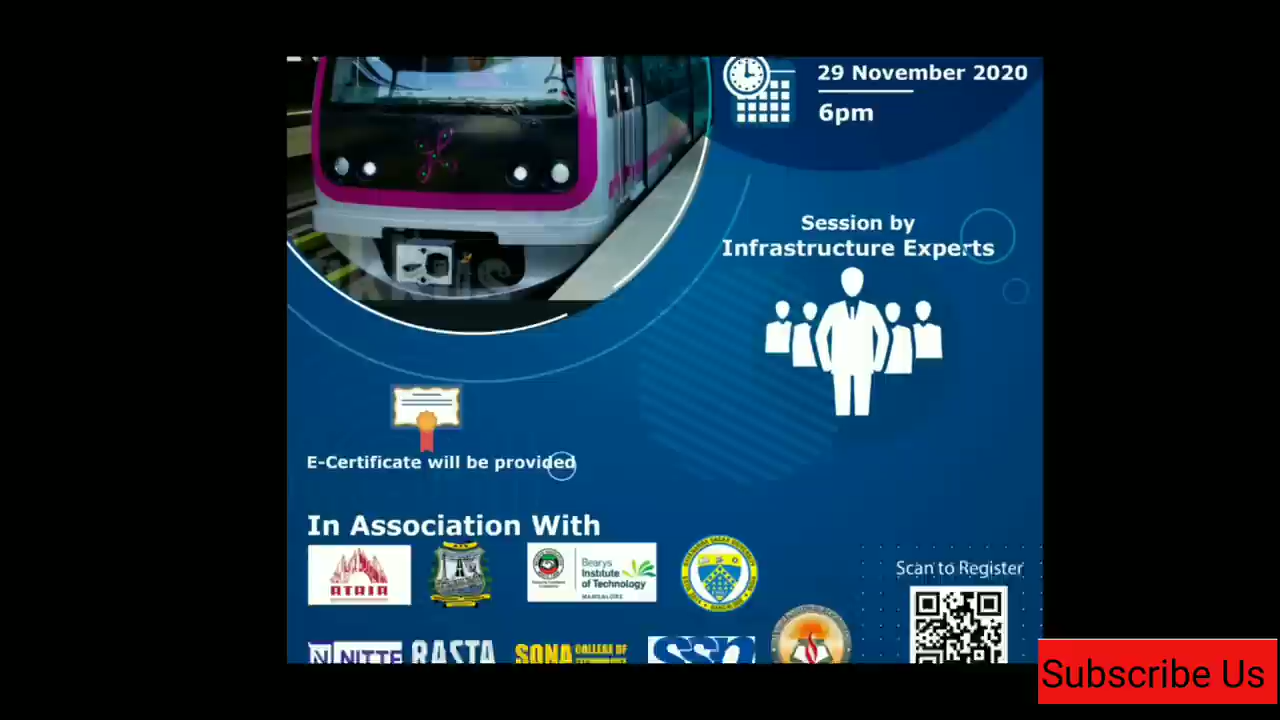 29 November 2020
6pm
Session by
Infrastructure Experts
E-Certificate will be provided
In Association With
ATRIA
Bearys
Institute
of Technology
MANGALORE
Scan to Register
NITTE
RASTA
SONA COLLEGE OF
Subscribe Us